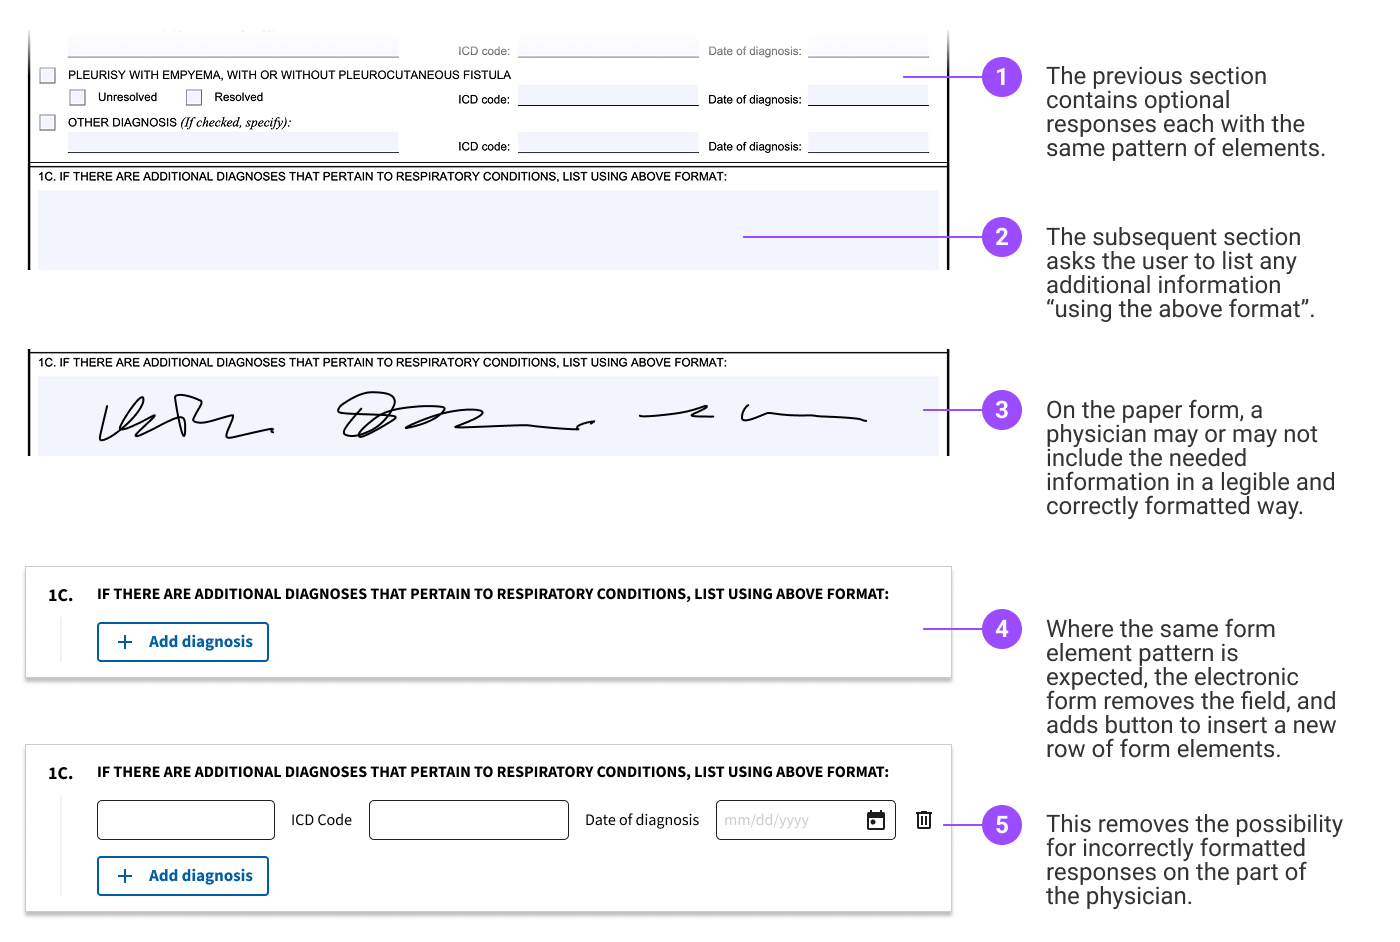 ICD code: Date of diagnosis:
PLEURISY WITH EMPYEMA, WITH OR WITHOUT PLEUROCUTANEOUS FISTULA
Unresolved Resolved ICD code: Date of diagnosis:
OTHER DIAGNOSIS (If checked, specify):
ICD code: Date of diagnosis:
1C. IF THERE ARE ADDITIONAL DIAGNOSES THAT PERTAIN TO RESPIRATORY CONDITIONS, LIST USING ABOVE FORMAT:
1
The previous section
contains optional
responses each with the
same pattern of elements.
2
The subsequent section
asks the user to list any
additional information
“using the above format”.
1C. IF THERE ARE ADDITIONAL DIAGNOSES THAT PERTAIN TO RESPIRATORY CONDITIONS, LIST USING ABOVE FORMAT:
3
On the paper form, a
physician may or may not
include the needed
information in a legible and
correctly formatted way.
1C. IF THERE ARE ADDITIONAL DIAGNOSES THAT PERTAIN TO RESPIRATORY CONDITIONS, LIST USING ABOVE FORMAT:
+ Add diagnosis
4
Where the same form
element pattern is
expected, the electronic
form removes the field, and
adds button to insert a new
row of form elements.
1C. IF THERE ARE ADDITIONAL DIAGNOSES THAT PERTAIN TO RESPIRATORY CONDITIONS, LIST USING ABOVE FORMAT:
ICD Code Date of diagnosis mm/dd/yyyy
+ Add diagnosis
5
This removes the possibility
for incorrectly formatted
responses on the part of
the physician.